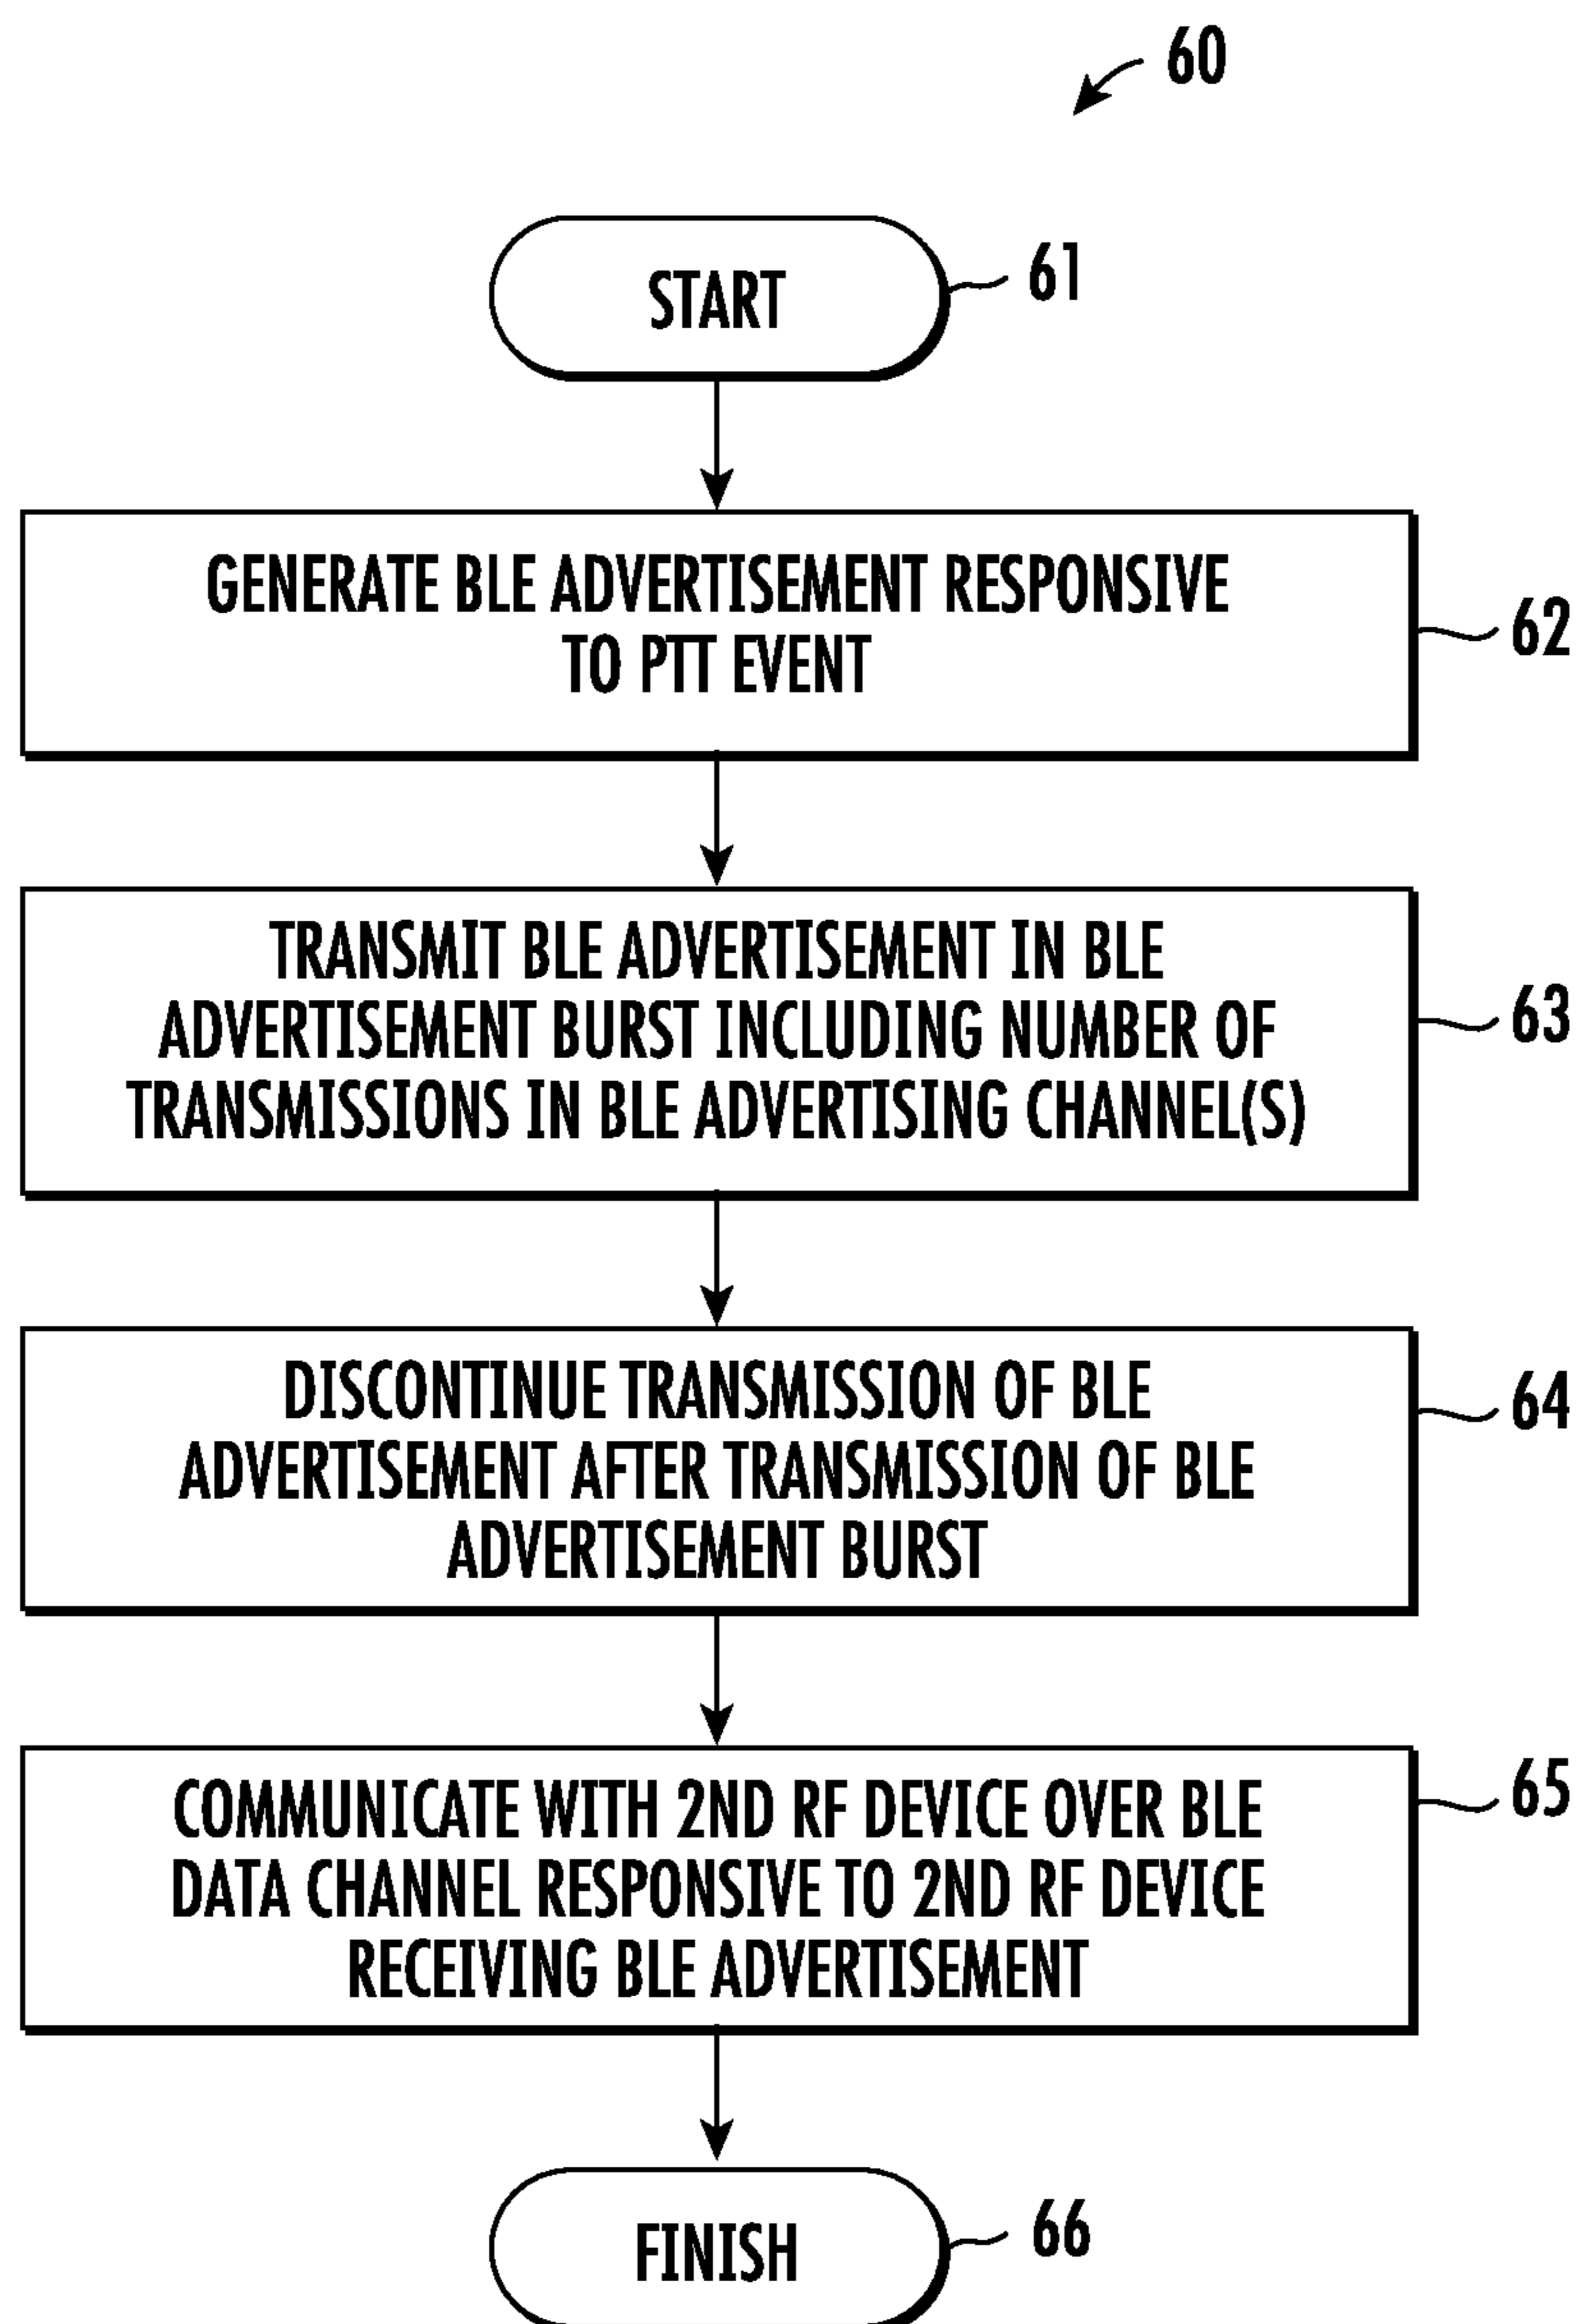 60
START
61
GENERATE BLE ADVERTISEMENT RESPONSIVE
TO PTT EVENT
62
TRANSMIT BLE ADVERTISEMENT IN BLE
ADVERTISEMENT BURST INCLUDING NUMBER OF
TRANSMISSIONS IN BLE ADVERTISING CHANNEL(S)
63
DISCONTINUE TRANSMISSION OF BLE
ADVERTISEMENT AFTER TRANSMISSION OF BLE
ADVERTISEMENT BURST
64
COMMUNICATE WITH 2ND RF DEVICE OVER BLE
DATA CHANNEL RESPONSIVE TO 2ND RF DEVICE
RECEIVING BLE ADVERTISEMENT
65
FINISH
66